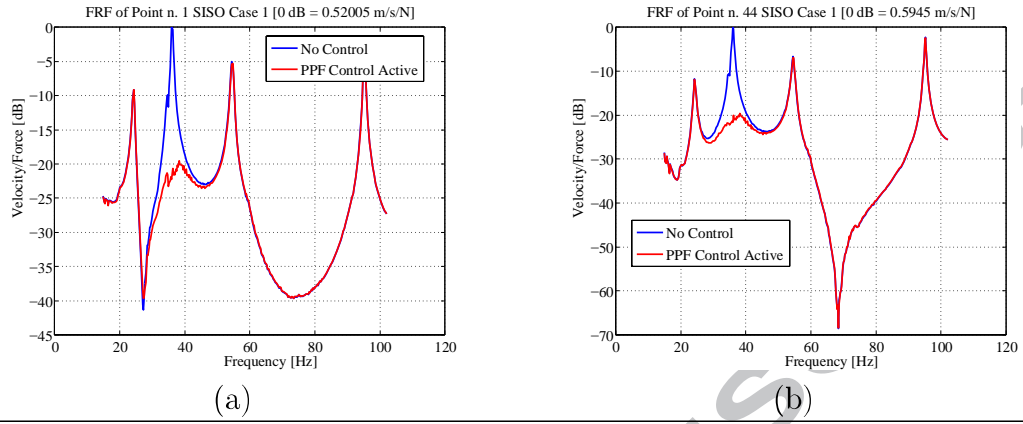 FRF of Point n. 1 SISO Case 1 [0 dB = 0.52005 m/s/N]
0
−5
−10
−15
−20
−25
−30
−35
−40
−45
Velocity/Force [dB]
No Control
PPF Control Active
0 20 40 60 80 100 120
Frequency [Hz]
(a)
FRF of Point n. 44 SISO Case 1 [0 dB = 0.5945 m/s/N]
0
−10
−20
−30
−40
−50
−60
−70
Velocity/Force [dB]
No Control
PPF Control Active
0 20 40 60 80 100 120
Frequency [Hz]
(b)